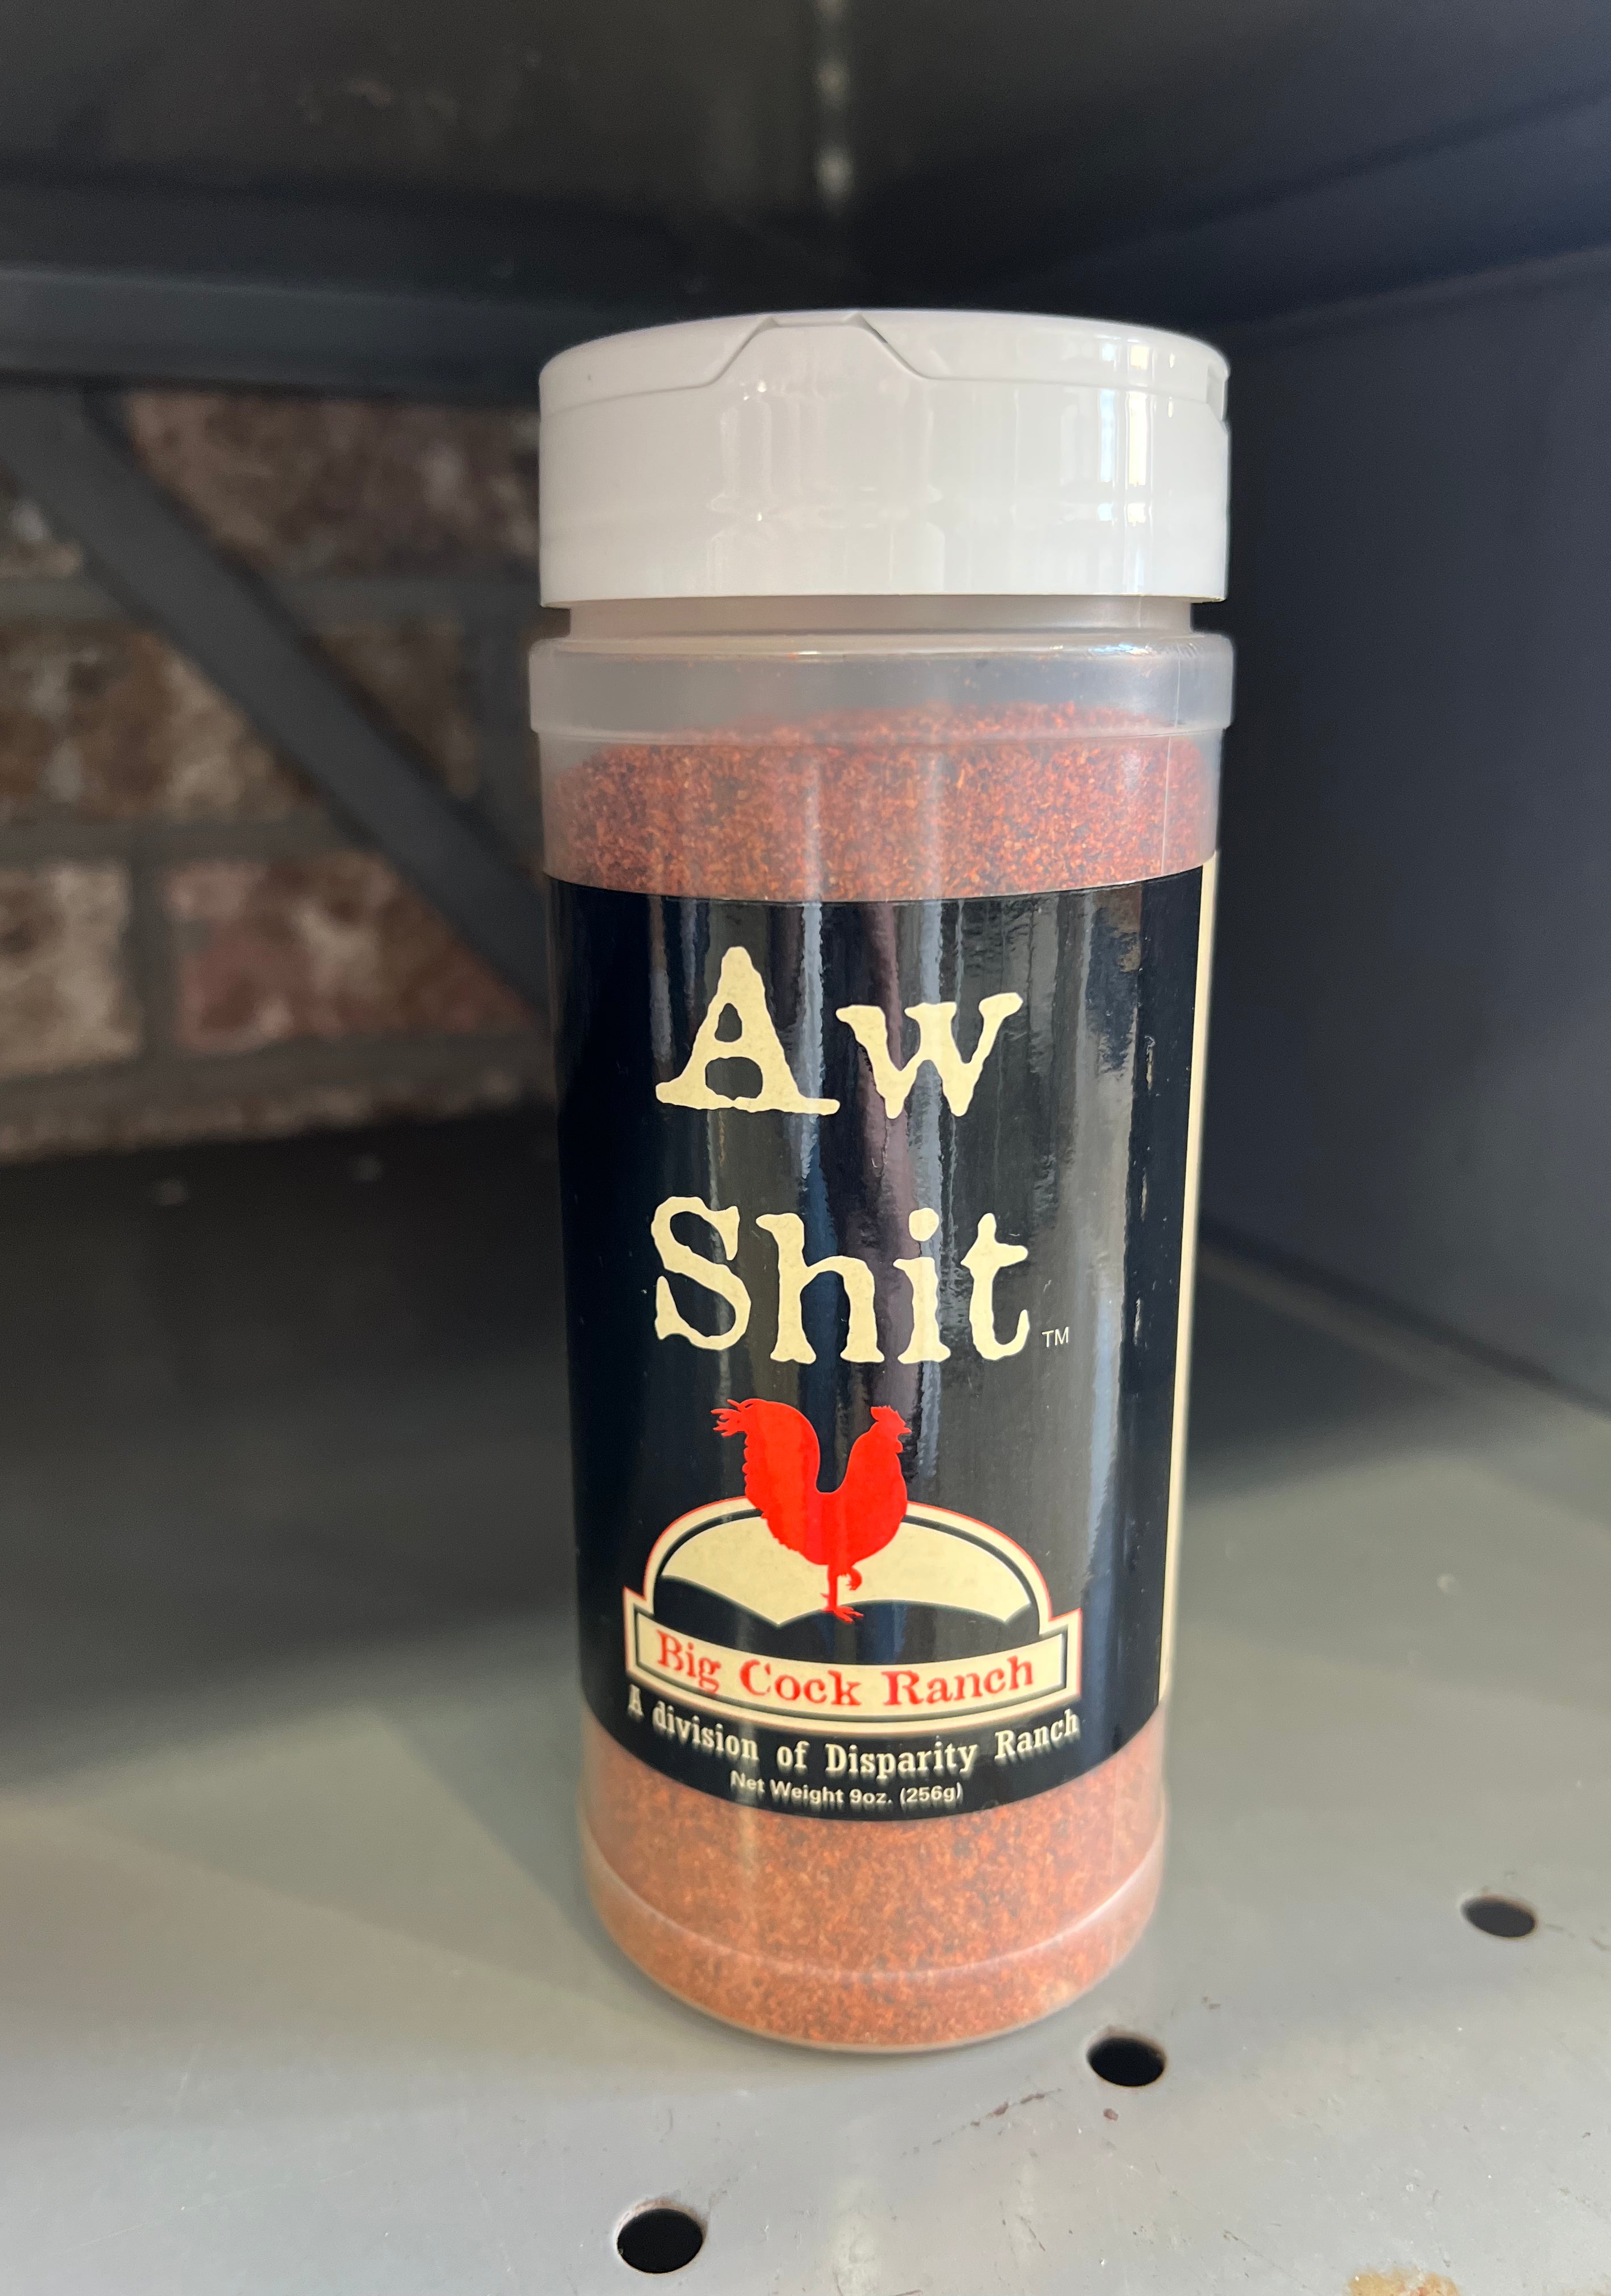 Aw
Shit™
Big Cock Ranch
A division of Disparity Ranch
Net Weight 9oz. (256g)